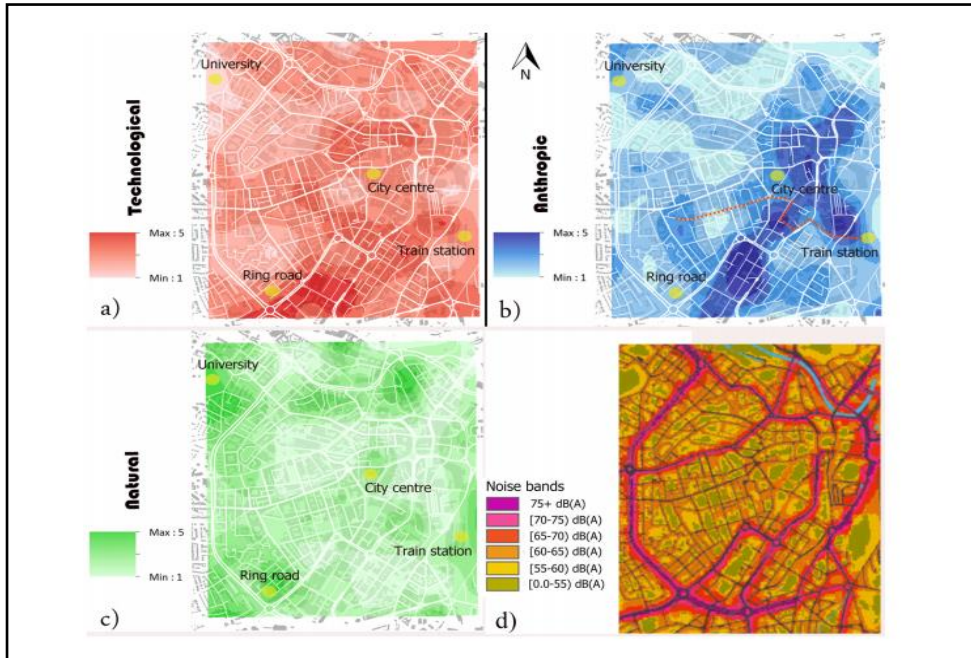 University
Technological
City centre
Max : 5
Train station
Min : 1
Ring road
a)
N
University
Anthropic
City centre
Max : 5
Train station
Min : 1
Ring road
b)
University
Natural
City centre
Max : 5
Train station
Min : 1
Ring road
c)
Noise bands
75+ dB(A)
[70-75) dB(A)
[65-70) dB(A)
[60-65) dB(A)
[55-60) dB(A)
[0.0-55) dB(A)
d)